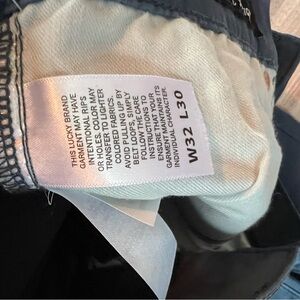 THIS LUCKY BRAND
GARMENT MAY HAVE
INTENTIONAL RIPS
OR HOLES. COLOR MAY
TRANSFER TO LIGHTER
COLORED FABRICS.
AVOID PULLING UP BY
BELT LOOPS, SIMPLY
FOLLOW THE CARE
INSTRUCTIONS TO YOUR
ENSURE THAT YOUR
GARMENT MAINTAINS ITS
INDIVIDUAL CHARACTER.
W32 L30